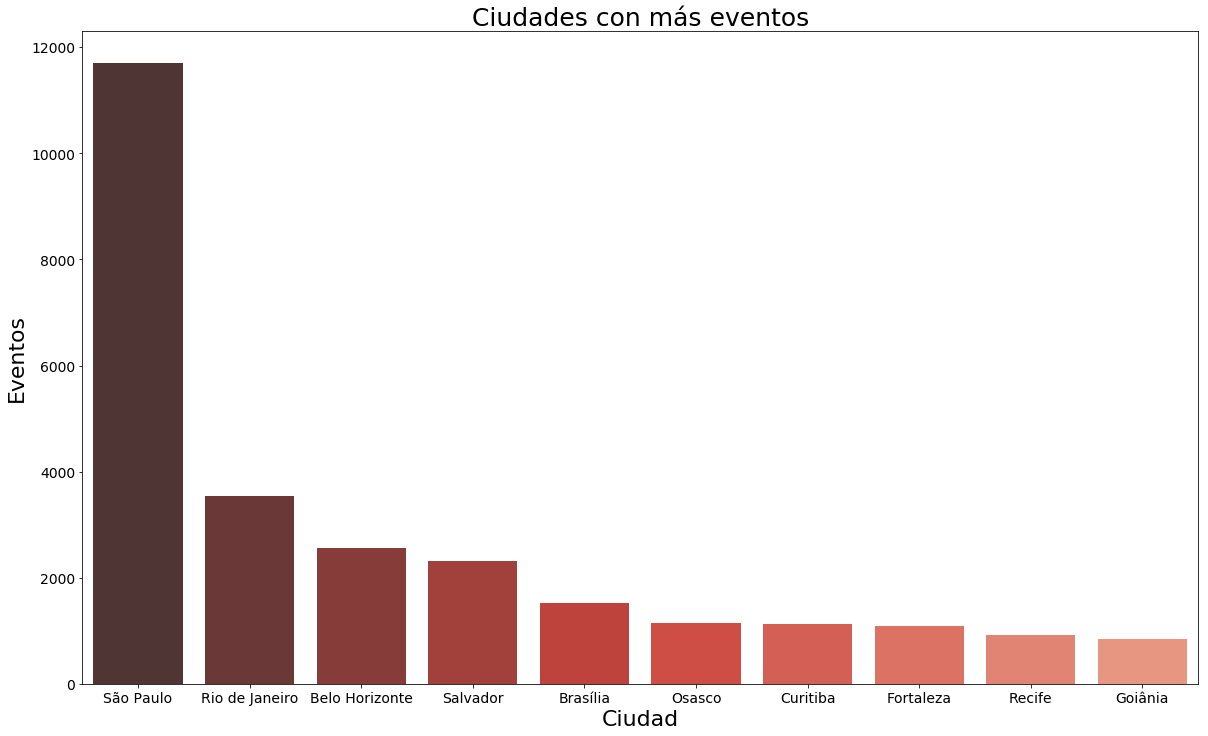 Ciudades con más eventos
12000
10000
8000
6000
4000
2000
0
Eventos
São Paulo Rio de Janeiro Belo Horizonte Salvador Brasília Osasco Curitiba Fortaleza Recife Goiânia
Ciudad